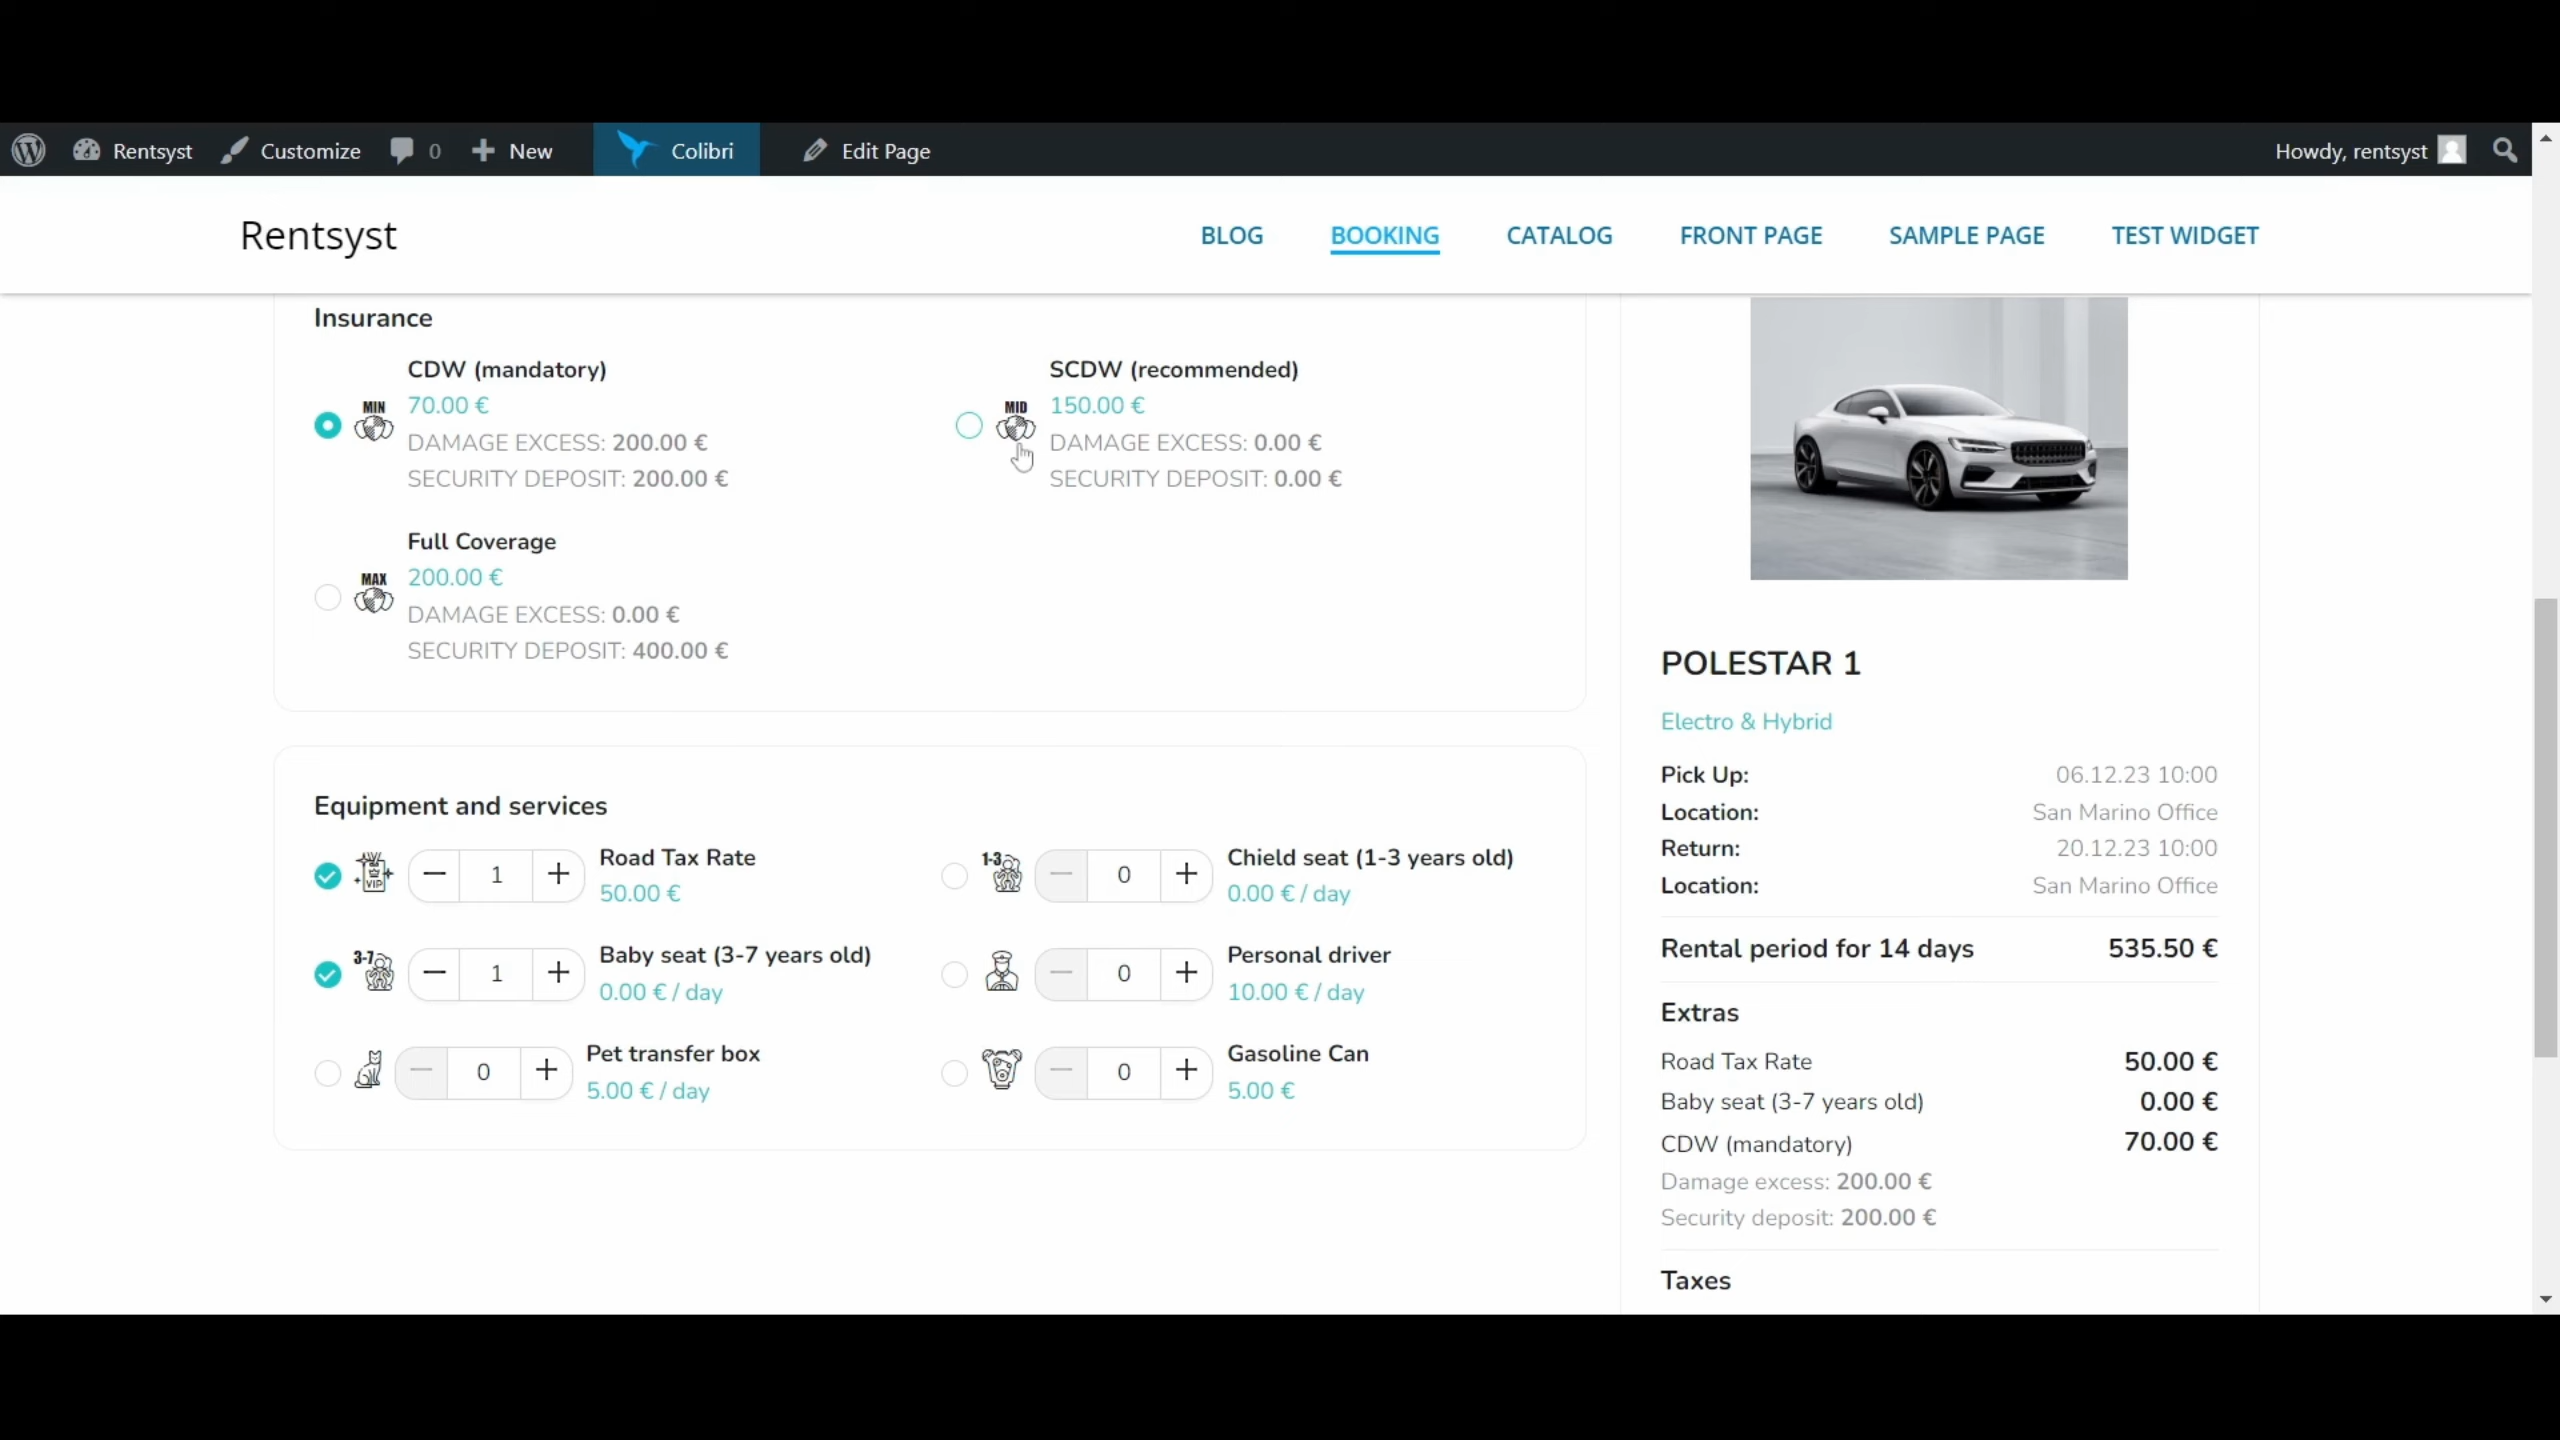 Rentsyst
Customize
0
New
Colibri
Edit Page
Howdy, rentsyst
Rentsyst
BLOG
BOOKING
CATALOG
FRONT PAGE
SAMPLE PAGE
TEST WIDGET
Insurance
MIN
CDW (mandatory)
70.00 €
DAMAGE EXCESS: 200.00 €
SECURITY DEPOSIT: 200.00 €
MID
SCDW (recommended)
150.00 €
DAMAGE EXCESS: 0.00 €
SECURITY DEPOSIT: 0.00 €
MAX
Full Coverage
200.00 €
DAMAGE EXCESS: 0.00 €
SECURITY DEPOSIT: 400.00 €
Equipment and services
VIP
1
Road Tax Rate
50.00 €
1-3
0
Chield seat (1-3 years old)
0.00 € / day
3-7
1
Baby seat (3-7 years old)
0.00 € / day
0
Personal driver
10.00 € / day
0
Pet transfer box
5.00 € / day
0
Gasoline Can
5.00 €
POLESTAR 1
Electro & Hybrid
Pick Up: 06.12.23 10:00
Location: San Marino Office
Return: 20.12.23 10:00
Location: San Marino Office
Rental period for 14 days 535.50 €
Extras
Road Tax Rate 50.00 €
Baby seat (3-7 years old) 0.00 €
CDW (mandatory) 70.00 €
Damage excess: 200.00 €
Security deposit: 200.00 €
Taxes